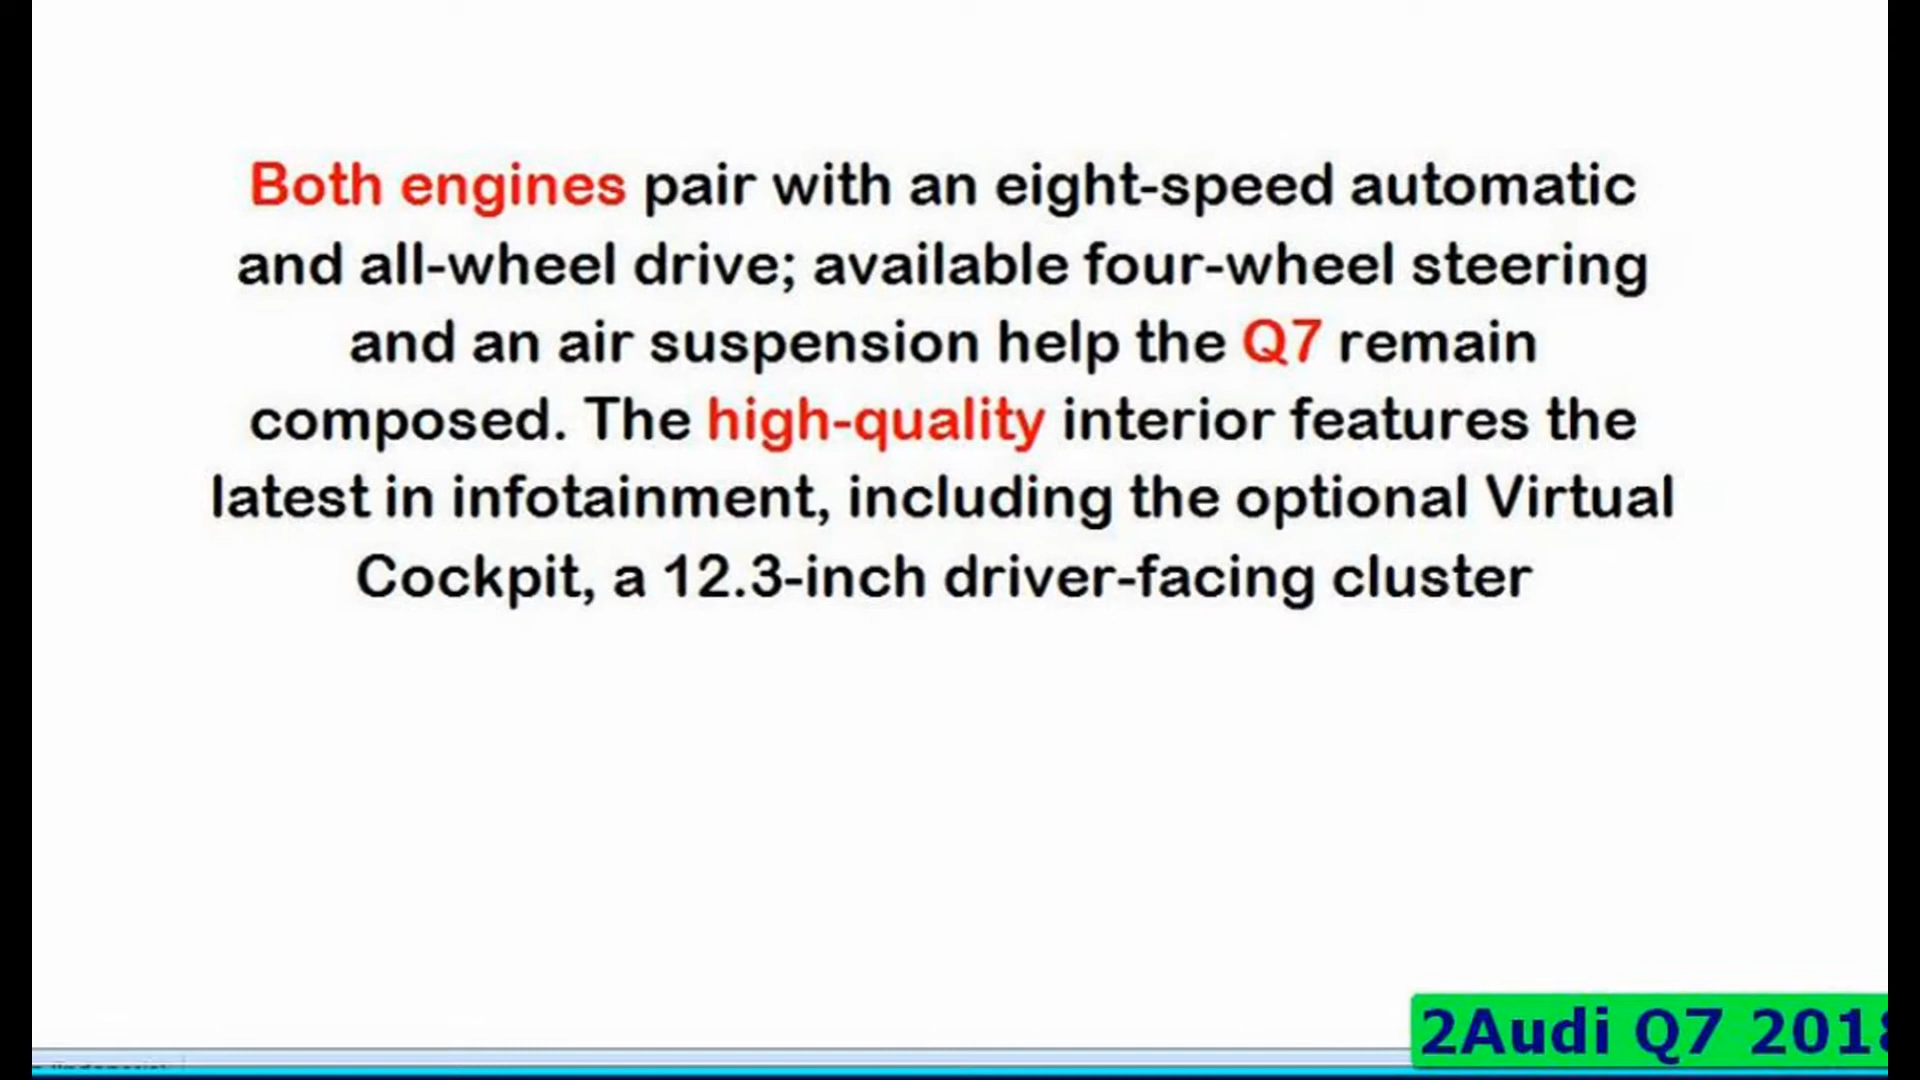 Both engines pair with an eight-speed automatic
and all-wheel drive; available four-wheel steering
and an air suspension help the Q7 remain
composed. The high-quality interior features the
latest in infotainment, including the optional Virtual
Cockpit, a 12.3-inch driver-facing cluster
2Audi Q7 2018